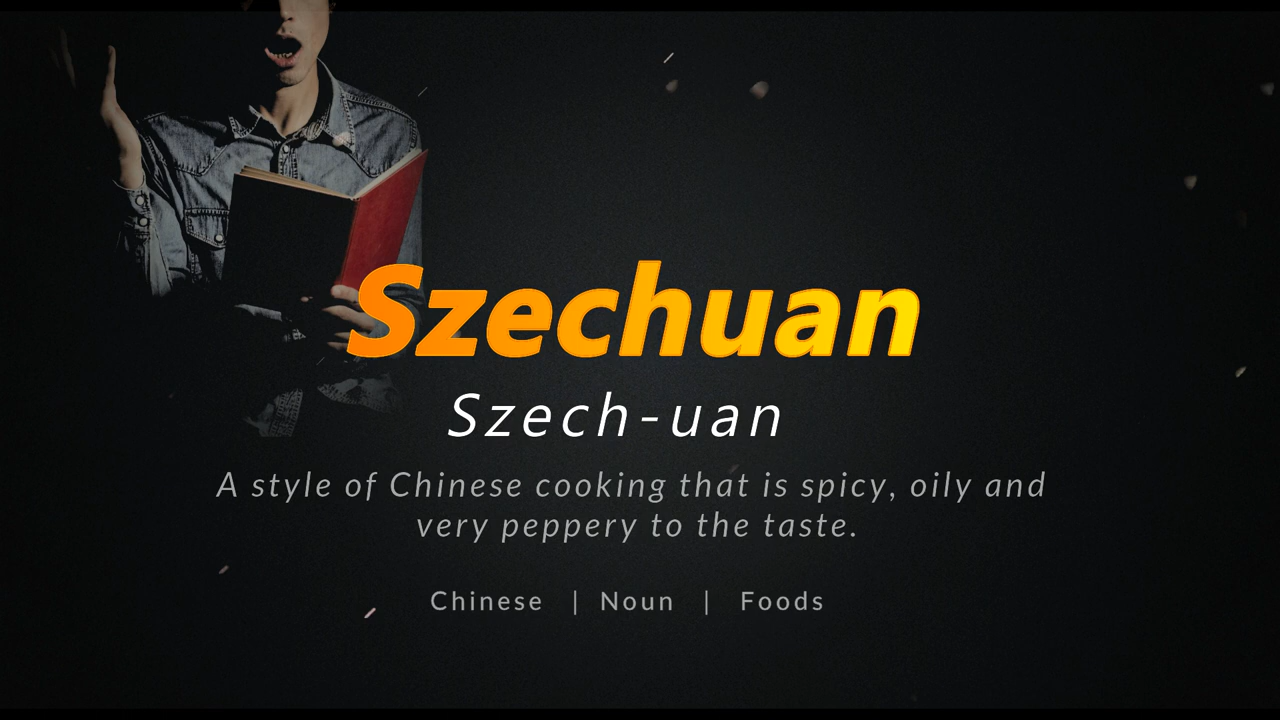 Szechuan
Szech-uan
A style of Chinese cooking that is spicy, oily and
very peppery to the taste.
Chinese | Noun | Foods